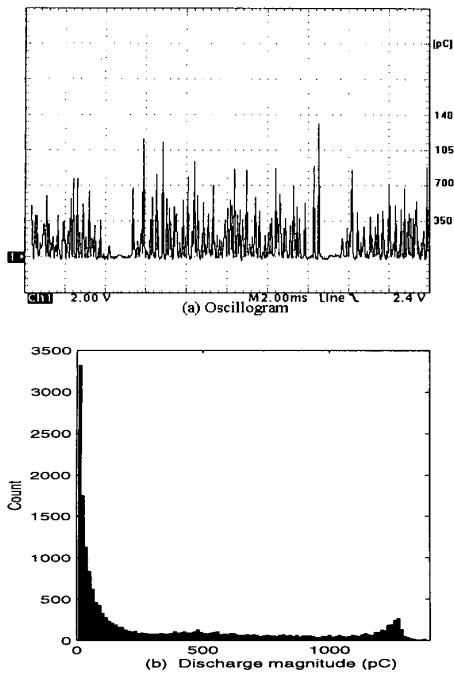 [pC]
140
105
700
350
1
Ch1 2.00 V M2.00ms Line 2.4 V
(a) Oscillogram
3500
3000
2500
2000
1500
1000
500
0
Count
0 500 1000
(b) Discharge magnitude (pC)